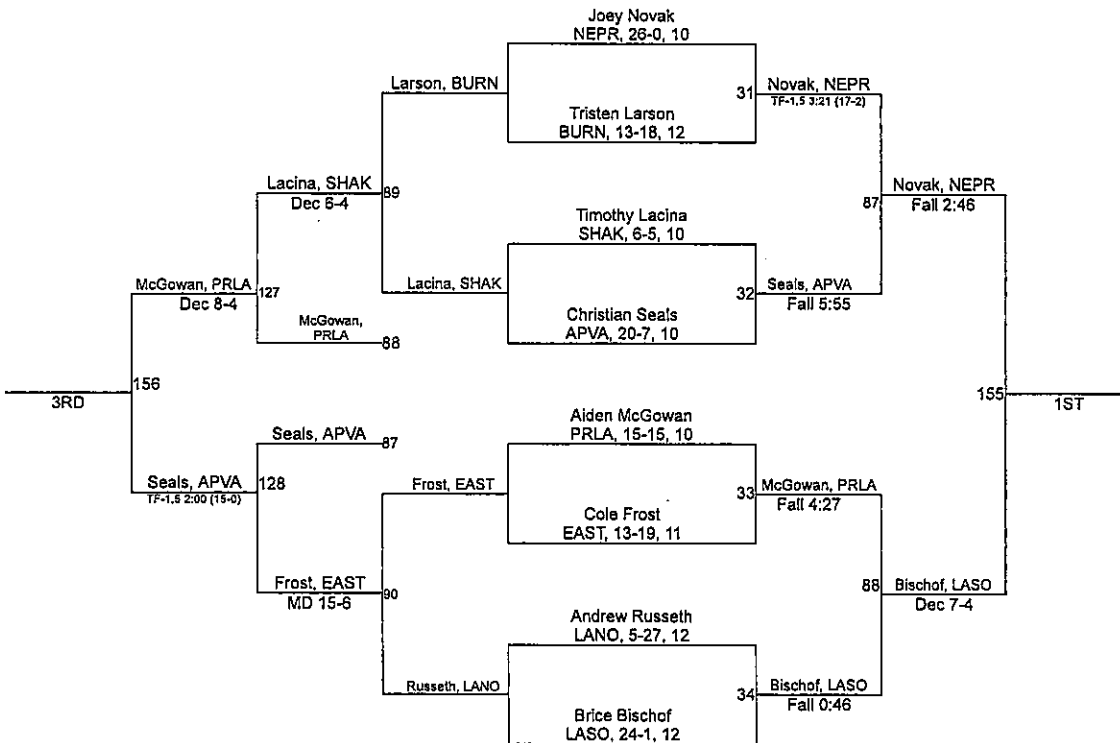 Joey Novak
NEPR, 26-0, 10
Larson, BURN
31
Novak, NEPR
TF-1.5 3:21 (17-2)
Tristen Larson
BURN, 13-18, 12
Lacina, SHAK
Dec 6-4
89
87
Novak, NEPR
Fall 2:46
Timothy Lacina
SHAK, 6-5, 10
McGowan, PRLA
Dec 8-4
127
Lacina, SHAK
32
Seals, APVA
Fall 5:55
McGowan,
PRLA
88
Christian Seals
APVA, 20-7, 10
3RD
156
155
1ST
Aiden McGowan
PRLA, 15-15, 10
Seals, APVA
87
Seals, APVA
TF-1.5 2:00 (15-0)
128
Frost, EAST
33
McGowan, PRLA
Fall 4:27
Cole Frost
EAST, 13-19, 11
Frost, EAST
MD 15-6
90
88
Bischof, LASO
Dec 7-4
Andrew Russeth
LANO, 5-27, 12
Russeth, LANO
34
Bischof, LASO
Fall 0:46
Brice Bischof
LASO, 24-1, 12